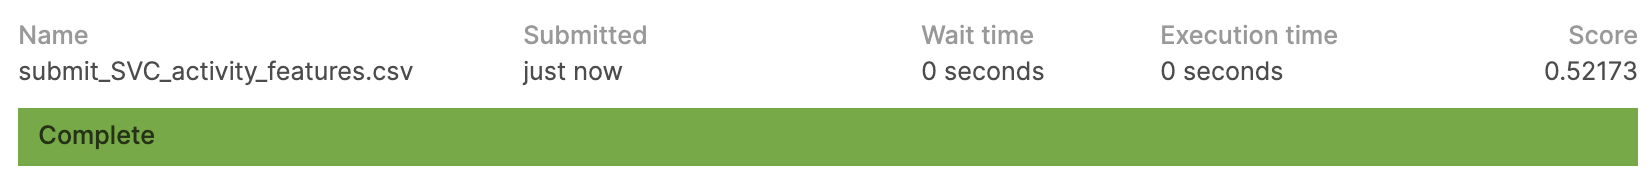 Name Submitted Wait time Execution time Score
submit_SVC_activity_features.csv just now 0 seconds 0 seconds 0.52173
Complete